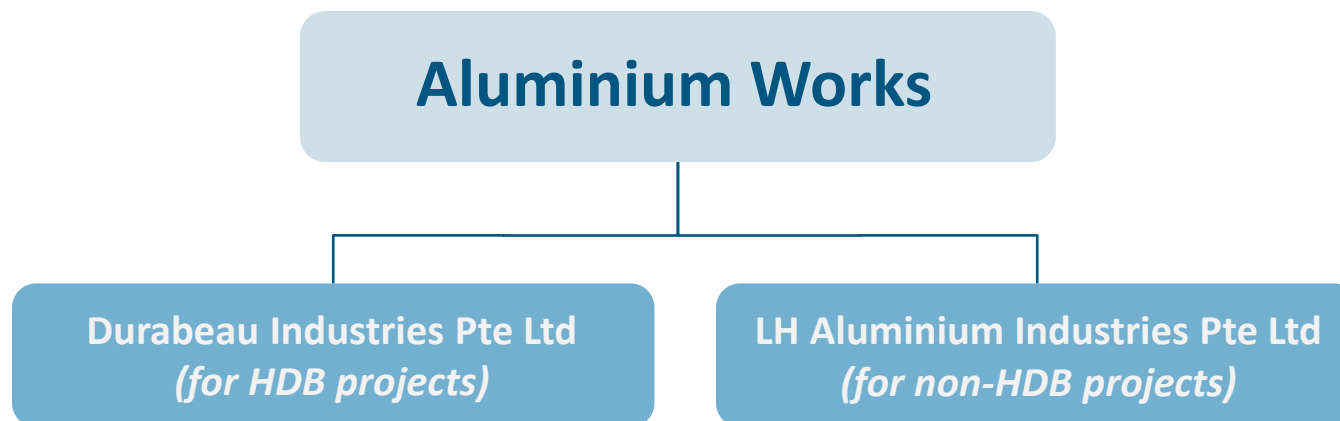 Aluminium Works
Durabeau Industries Pte Ltd
(for HDB projects)
LH Aluminium Industries Pte Ltd
(for non-HDB projects)